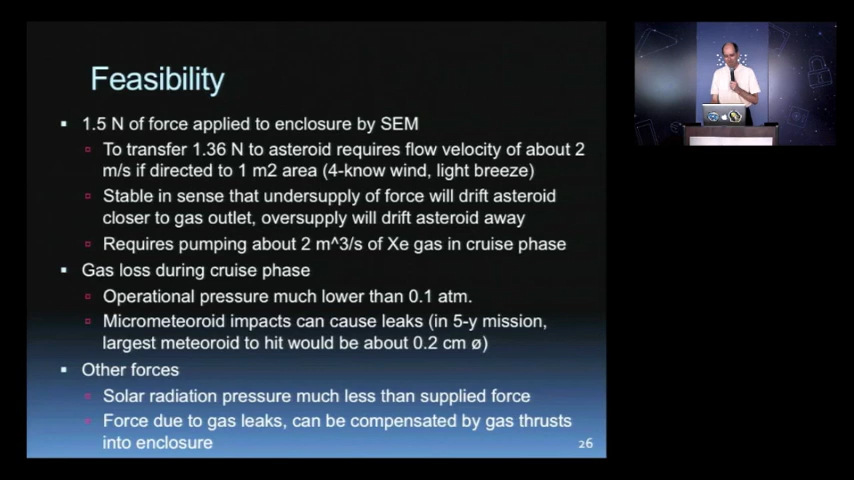 Feasibility
▪ 1.5 N of force applied to enclosure by SEM
▫ To transfer 1.36 N to asteroid requires flow velocity of about 2
m/s if directed to 1 m2 area (4-know wind, light breeze)
▫ Stable in sense that undersupply of force will drift asteroid
closer to gas outlet, oversupply will drift asteroid away
▫ Requires pumping about 2 m^3/s of Xe gas in cruise phase
▪ Gas loss during cruise phase
▫ Operational pressure much lower than 0.1 atm.
▫ Micrometeoroid impacts can cause leaks (in 5-y mission,
largest meteoroid to hit would be about 0.2 cm ø)
▪ Other forces
▫ Solar radiation pressure much less than supplied force
▫ Force due to gas leaks, can be compensated by gas thrusts
into enclosure
26